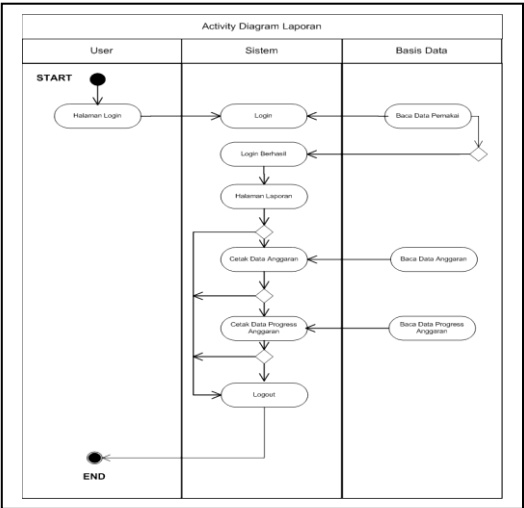 Activity Diagram Laporan
User
Sistem
Basis Data
START
Halaman Login
Login
Baca Data Pemakai
Login Berhasil
Halaman Laporan
Cetak Data Anggaran
Baca Data Anggaran
Cetak Data Progress
Anggaran
Baca Data Progress
Anggaran
Logout
END